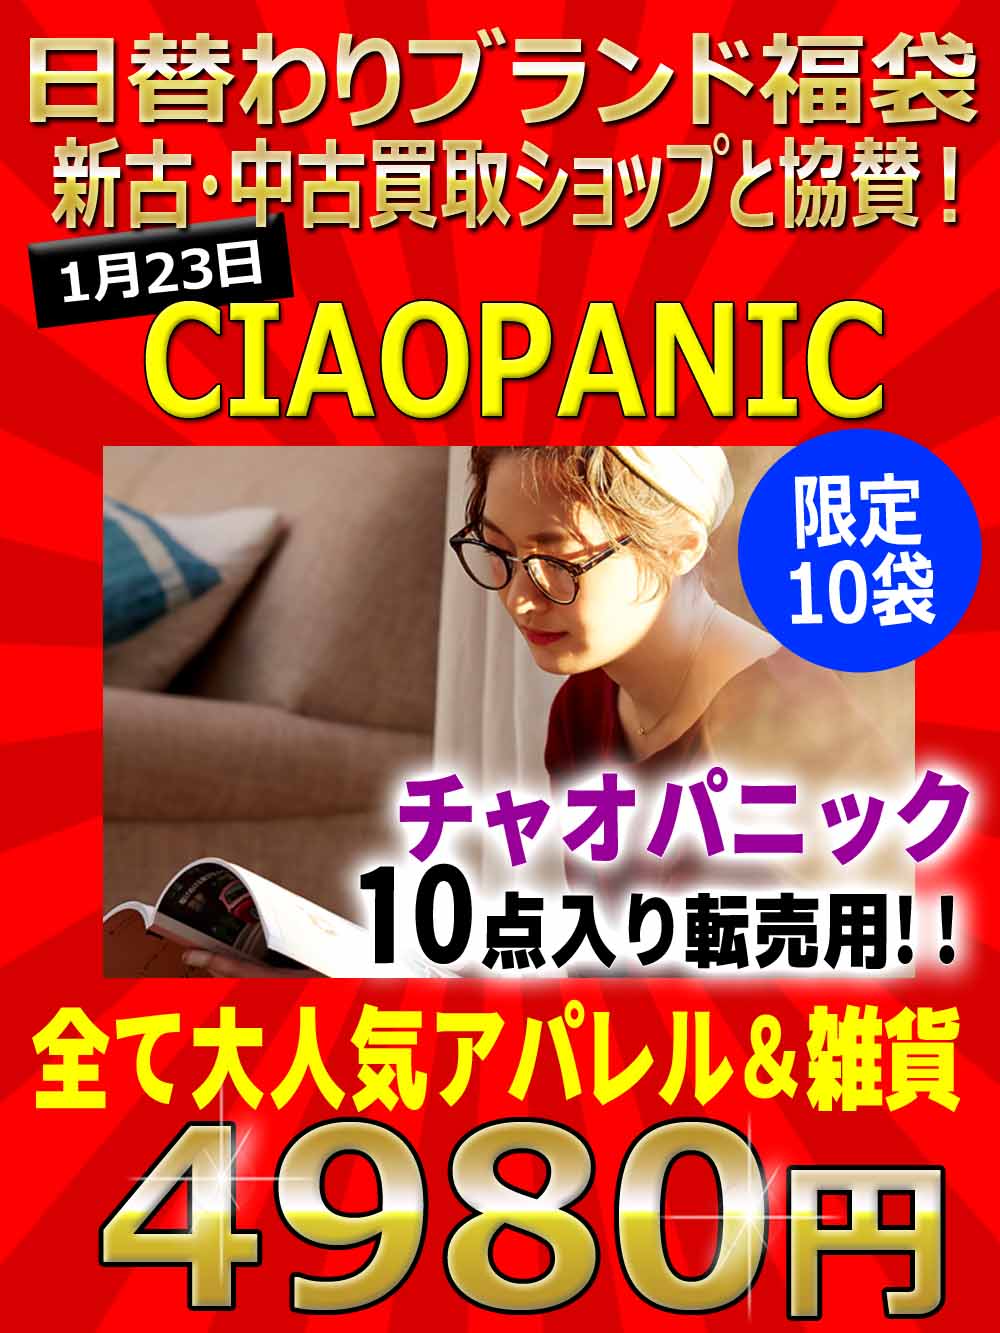 日替わりブランド福袋
新古・中古買取ショップと協賛！
1月23日
CIAOPANIC
限定
10袋
チャオパニック
10点入り転売用!!
全て大人気アパレル＆雑貨
4980円